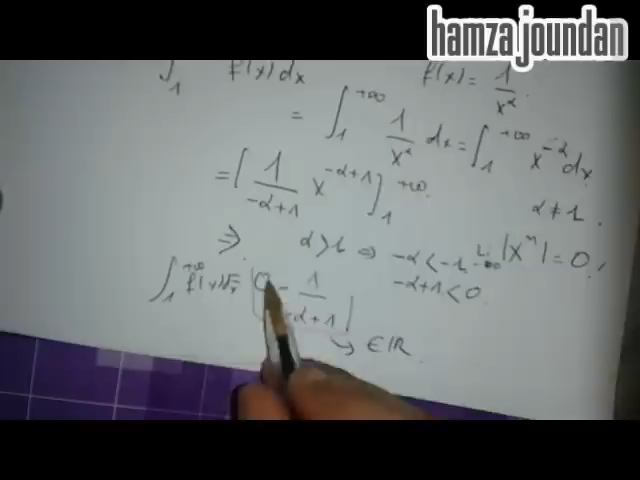 hamza joundan
∫₁ f(x)dx    f(x) = 1/x^α.
= ∫₁^{+∞} 1/x^α dx = ∫₁^{+∞} x^{-α} dx.
= [1/(-α+1) x^{-α+1}]₁^{+∞}    α ≠ 1.
⇒ α > 1 ⇒ -α < -1    |x^n| = 0.
∫₁^{+∞} f(x)dx [0 - 1/(-α+1)]    -α+1 < 0
→ ∈ ℝ.